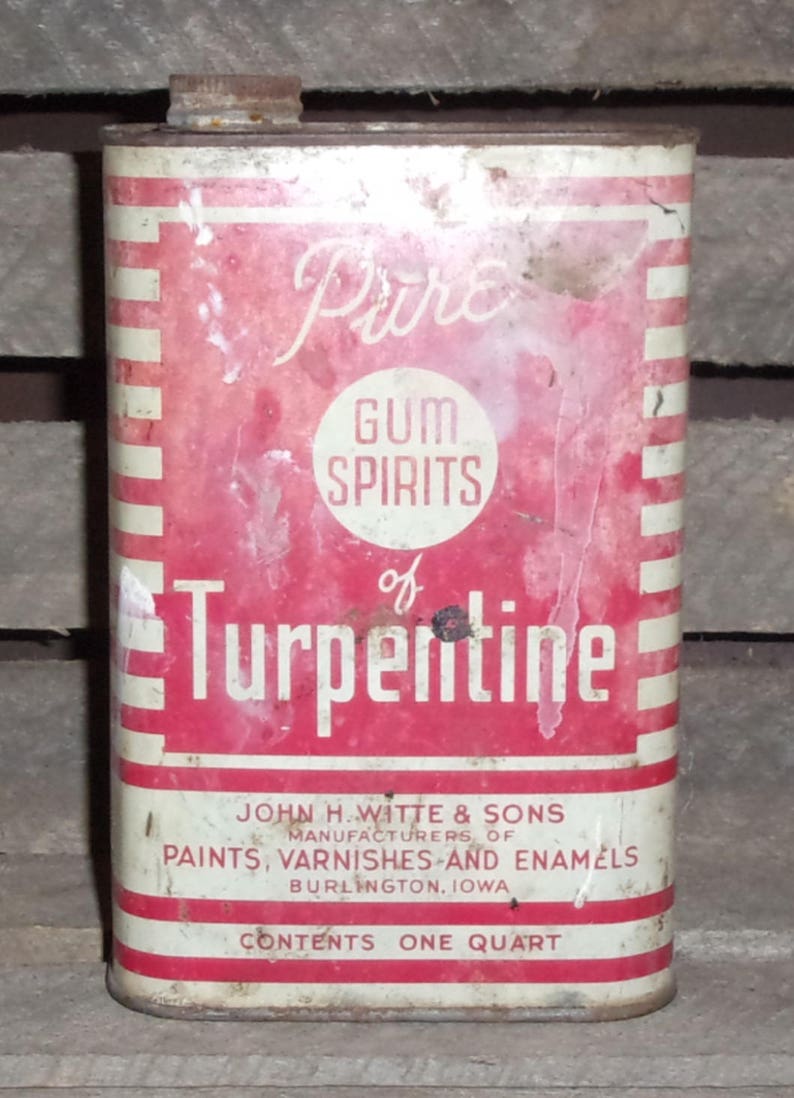 Pure
GUM
SPIRITS
of
Turpentine
JOHN H. WITTE & SONS
MANUFACTURERS OF
PAINTS, VARNISHES AND ENAMELS
BURLINGTON, IOWA
CONTENTS ONE QUART